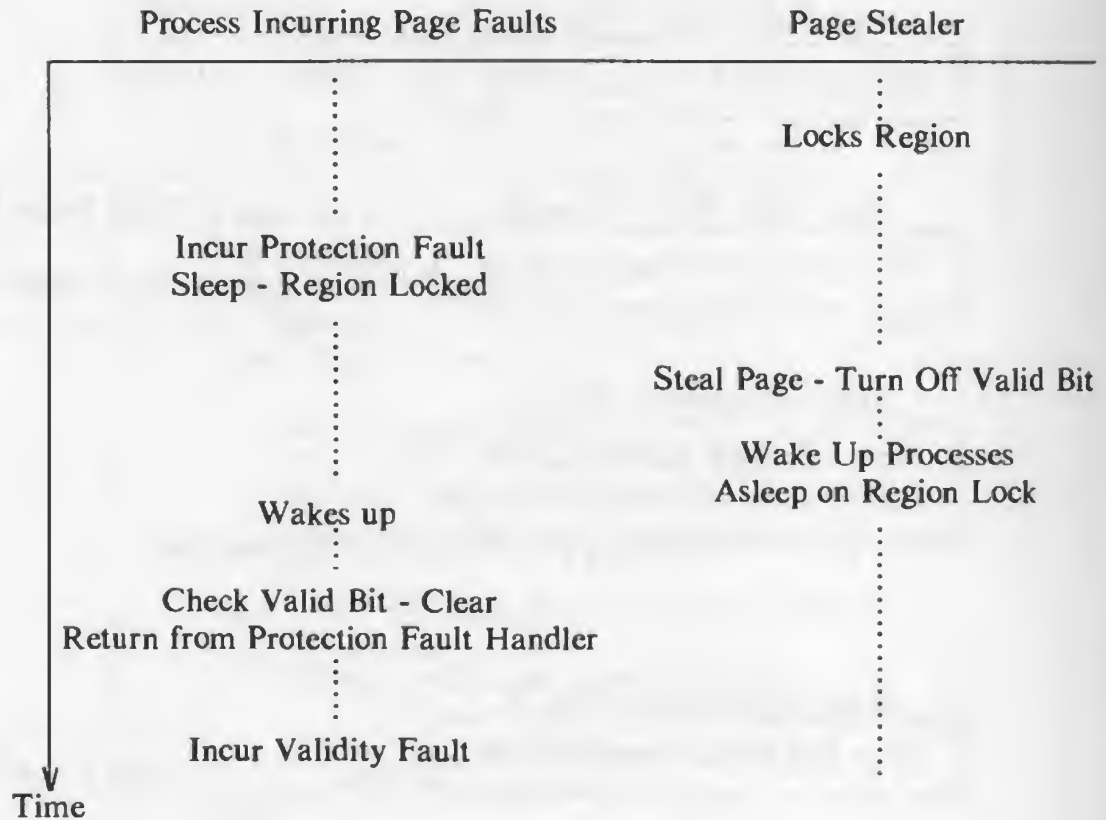 Process Incurring Page Faults
Page Stealer
Locks Region
Incur Protection Fault
Sleep - Region Locked
Steal Page - Turn Off Valid Bit
Wake Up Processes
Asleep on Region Lock
Wakes up
Check Valid Bit - Clear
Return from Protection Fault Handler
Incur Validity Fault
Time